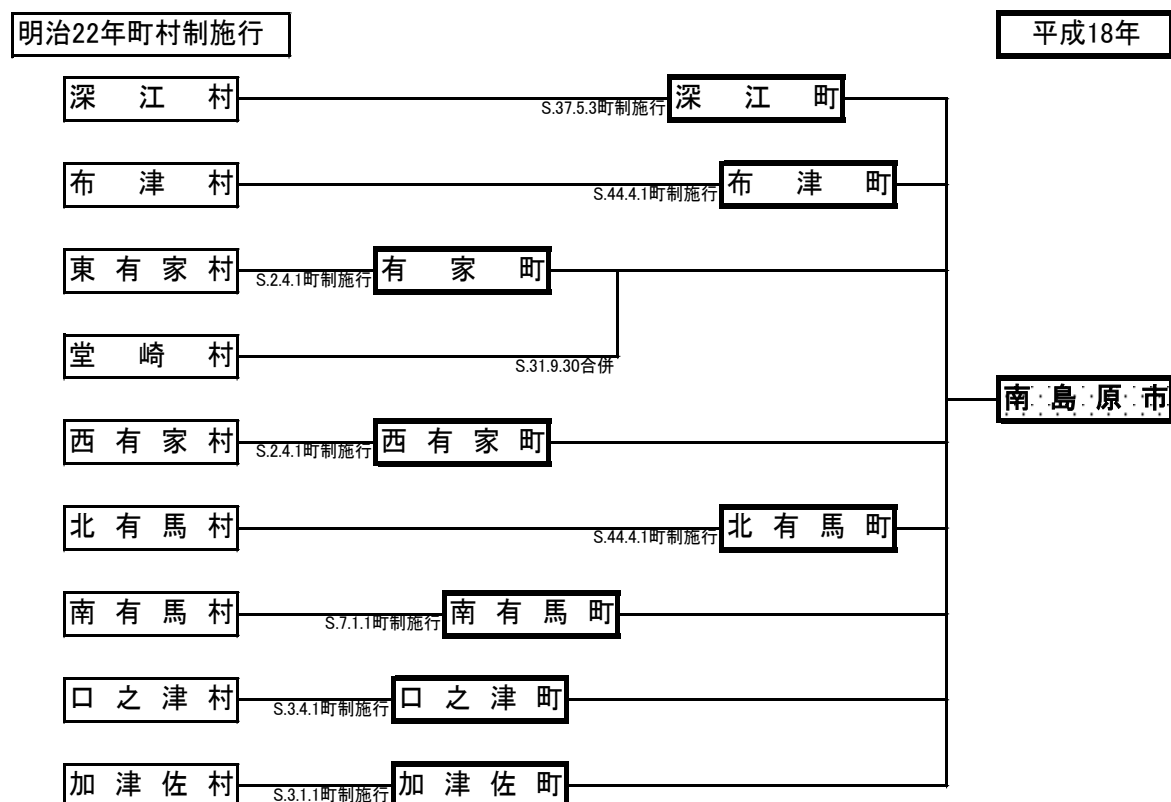 明治22年町村制施行
平成18年
深江村
S.37.5.3町制施行
深江町
布津村
S.44.4.1町制施行
布津町
東有家村
S.2.4.1町制施行
有家町
堂崎村
S.31.9.30合併
南島原市
西有家村
S.2.4.1町制施行
西有家町
北有馬村
S.44.4.1町制施行
北有馬町
南有馬村
S.7.1.1町制施行
南有馬町
口之津村
S.3.4.1町制施行
口之津町
加津佐村
S.3.1.1町制施行
加津佐町